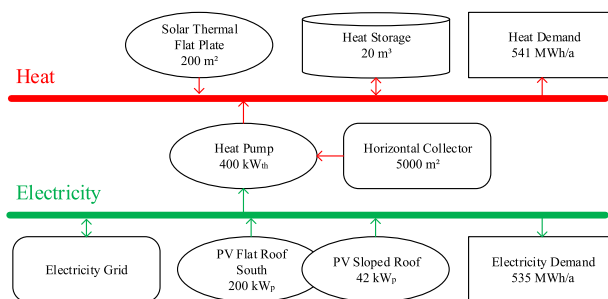 Solar Thermal
Flat Plate
200 m²
Heat Storage
20 m³
Heat Demand
541 MWh/a
Heat
Heat Pump
400 kWth
Horizontal Collector
5000 m²
Electricity
Electricity Grid
PV Flat Roof
South
200 kWp
PV Sloped Roof
42 kWp
Electricity Demand
535 MWh/a